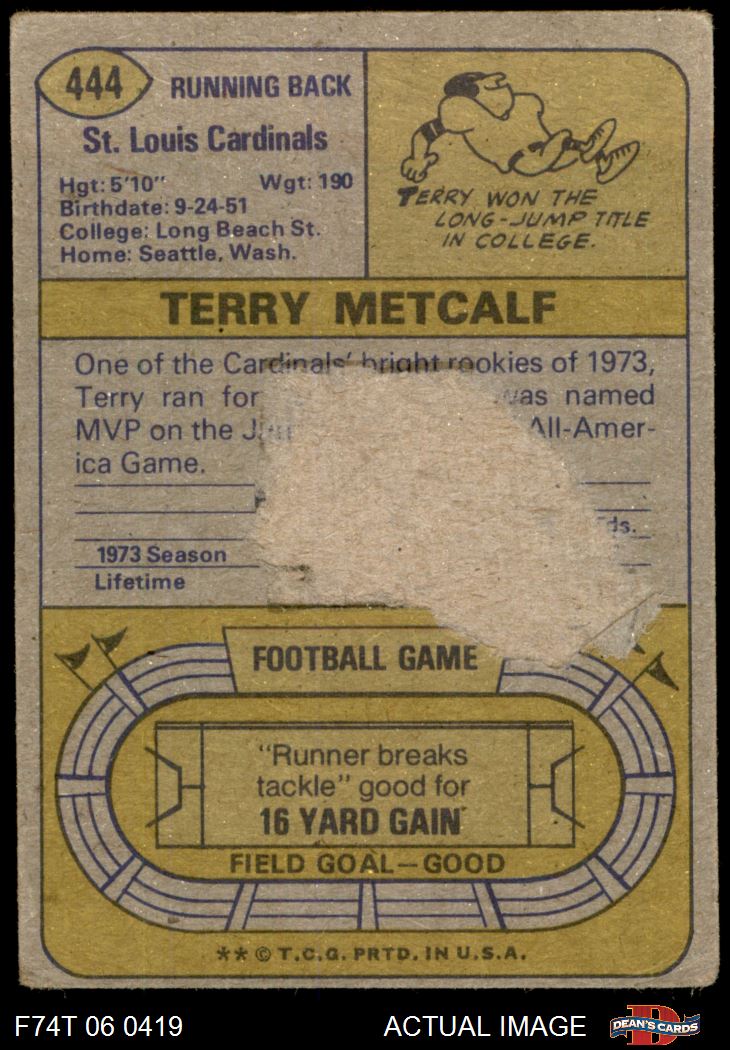 444
RUNNING BACK
St. Louis Cardinals
Hgt: 5'10" Wgt: 190
Birthdate: 9-24-51
College: Long Beach St.
Home: Seattle, Wash.
TERRY WON THE
LONG-JUMP TITLE
IN COLLEGE.
TERRY METCALF
One of the Cardinals' bright rookies of 1973,
Terry ran for was named
MVP on the All-Amer-
ica Game.
1973 Season
Lifetime
FOOTBALL GAME
"Runner breaks
tackle" good for
16 YARD GAIN
FIELD GOAL—GOOD
** © T.C.G. PRTD. IN U.S.A.
F74T 06 0419 ACTUAL IMAGE DEAN'S CARDS